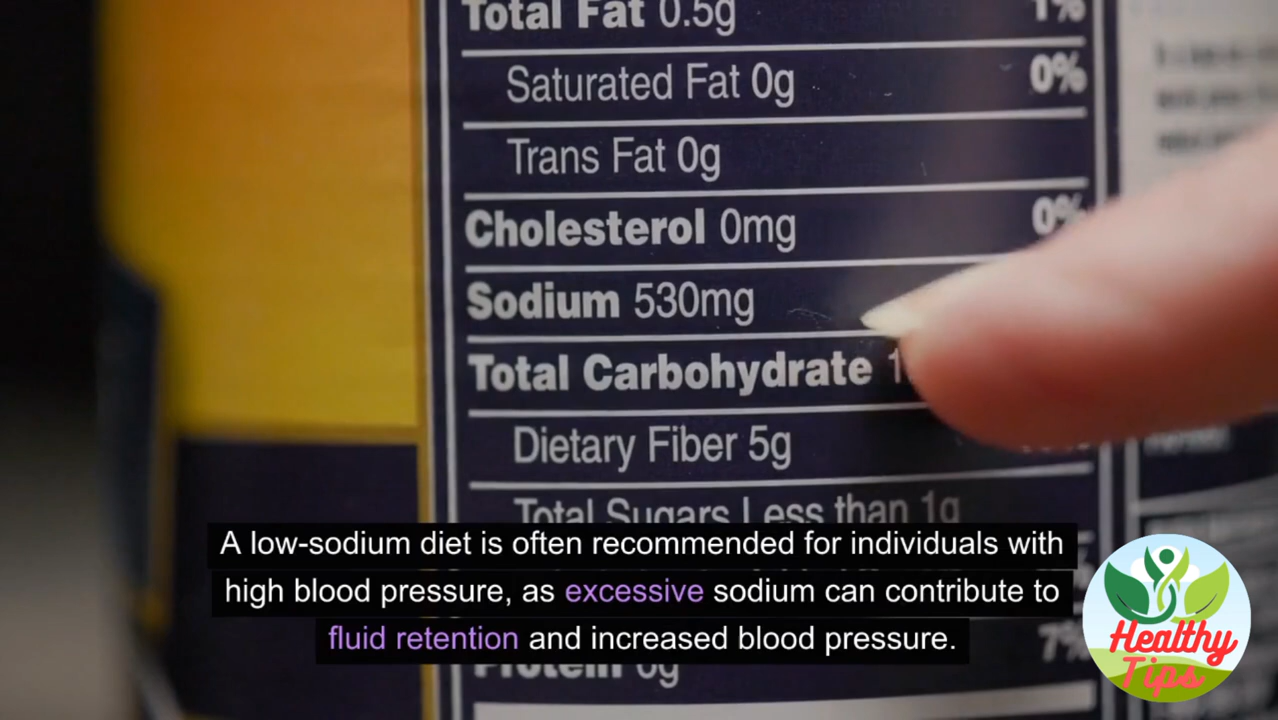 Total Fat 0.5g 1%
Saturated Fat 0g 0%
Trans Fat 0g
Cholesterol 0mg 0%
Sodium 530mg
Total Carbohydrate 1
Dietary Fiber 5g
Total Sugars Less than 1g
A low-sodium diet is often recommended for individuals with
high blood pressure, as excessive sodium can contribute to
fluid retention and increased blood pressure.
7%
Protein
Healthy
Tips